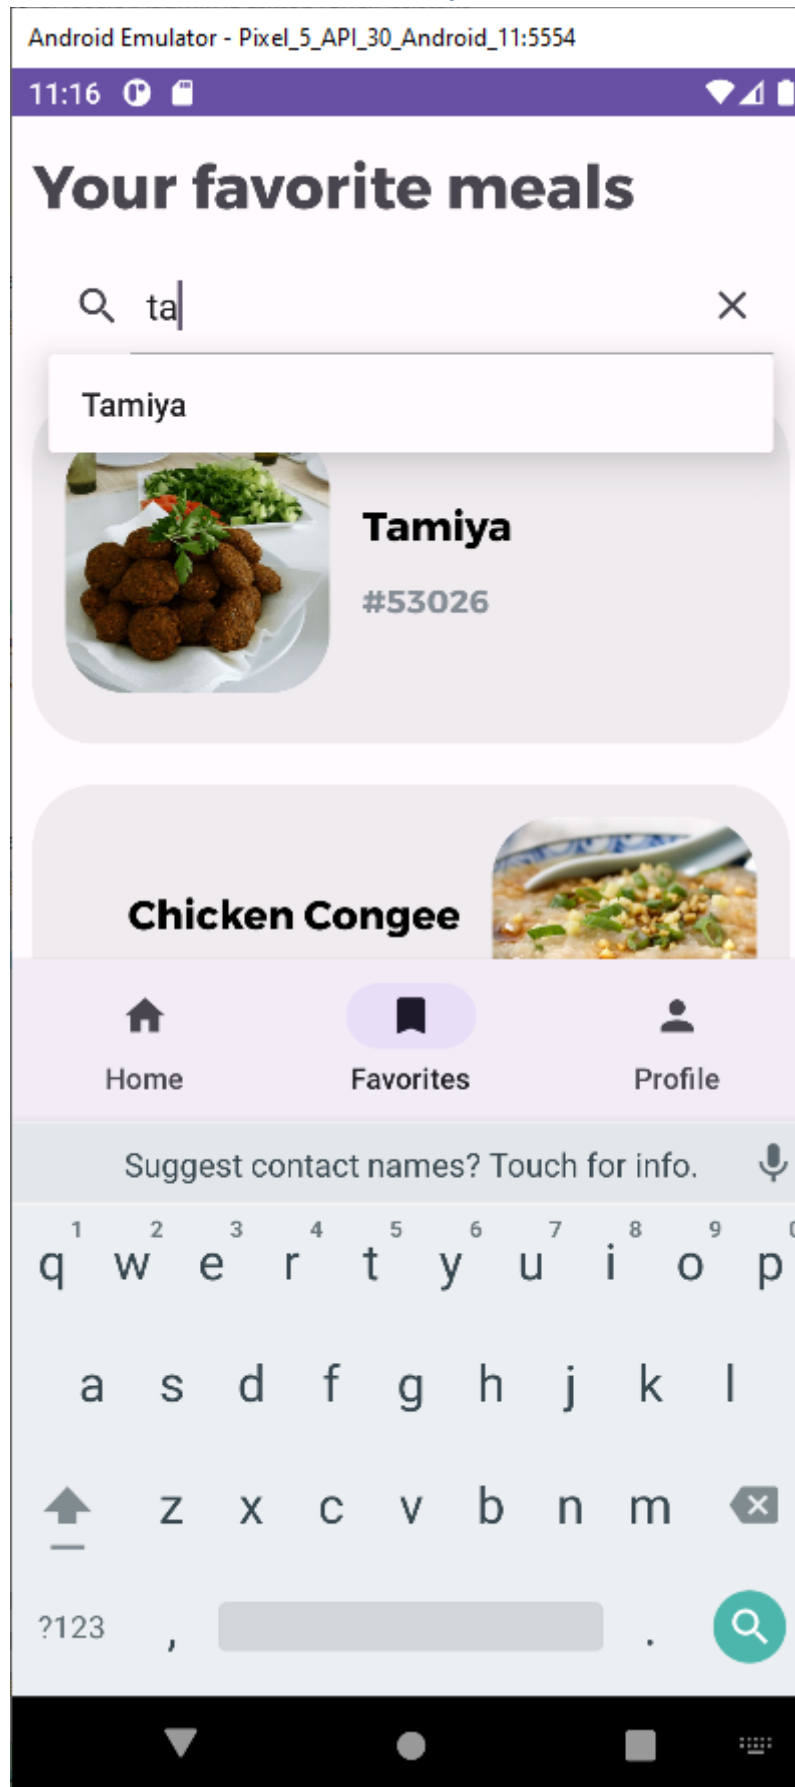 Android Emulator - Pixel_5_API_30_Android_11:5554
11:16
Your favorite meals
ta
Tamiya
Tamiya
#53026
Chicken Congee
Home Favorites Profile
Suggest contact names? Touch for info.
1 2 3 4 5 6 7 8 9 0
q w e r t y u i o p
a s d f g h j k l
z x c v b n m
?123 , .